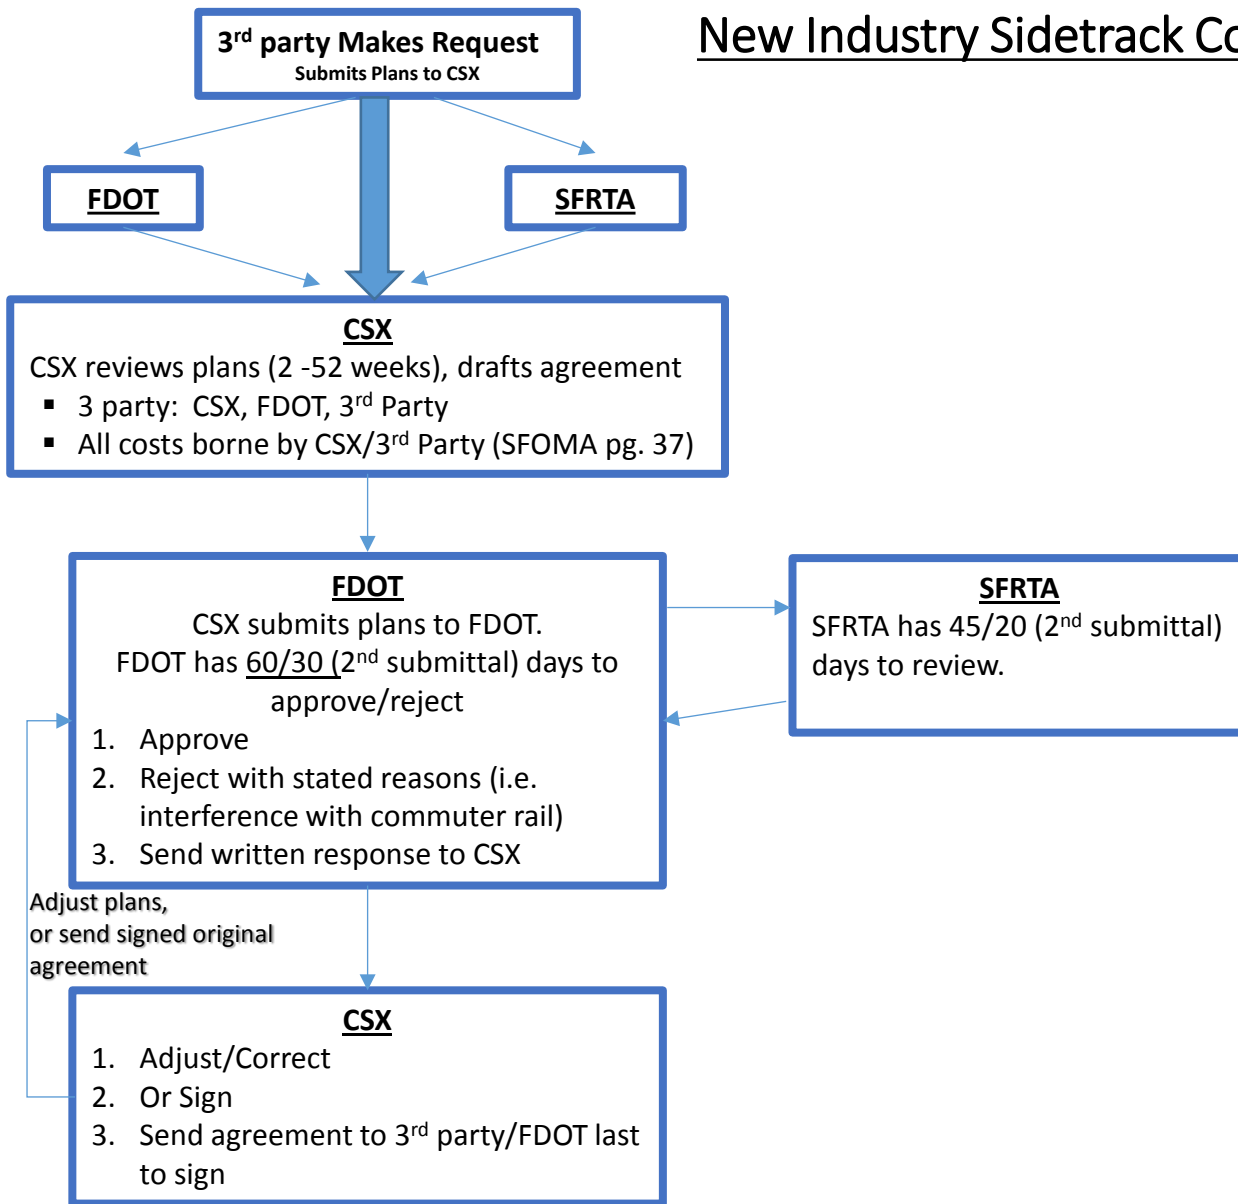 New Industry Sidetrack Co
3rd party Makes Request
Submits Plans to CSX
FDOT
SFRTA
CSX
CSX reviews plans (2 -52 weeks), drafts agreement
▪ 3 party: CSX, FDOT, 3rd Party
▪ All costs borne by CSX/3rd Party (SFOMA pg. 37)
FDOT
CSX submits plans to FDOT.
FDOT has 60/30 (2nd submittal) days to
approve/reject
1. Approve
2. Reject with stated reasons (i.e.
interference with commuter rail)
3. Send written response to CSX
SFRTA
SFRTA has 45/20 (2nd submittal)
days to review.
Adjust plans,
or send signed original
agreement
CSX
1. Adjust/Correct
2. Or Sign
3. Send agreement to 3rd party/FDOT last
to sign